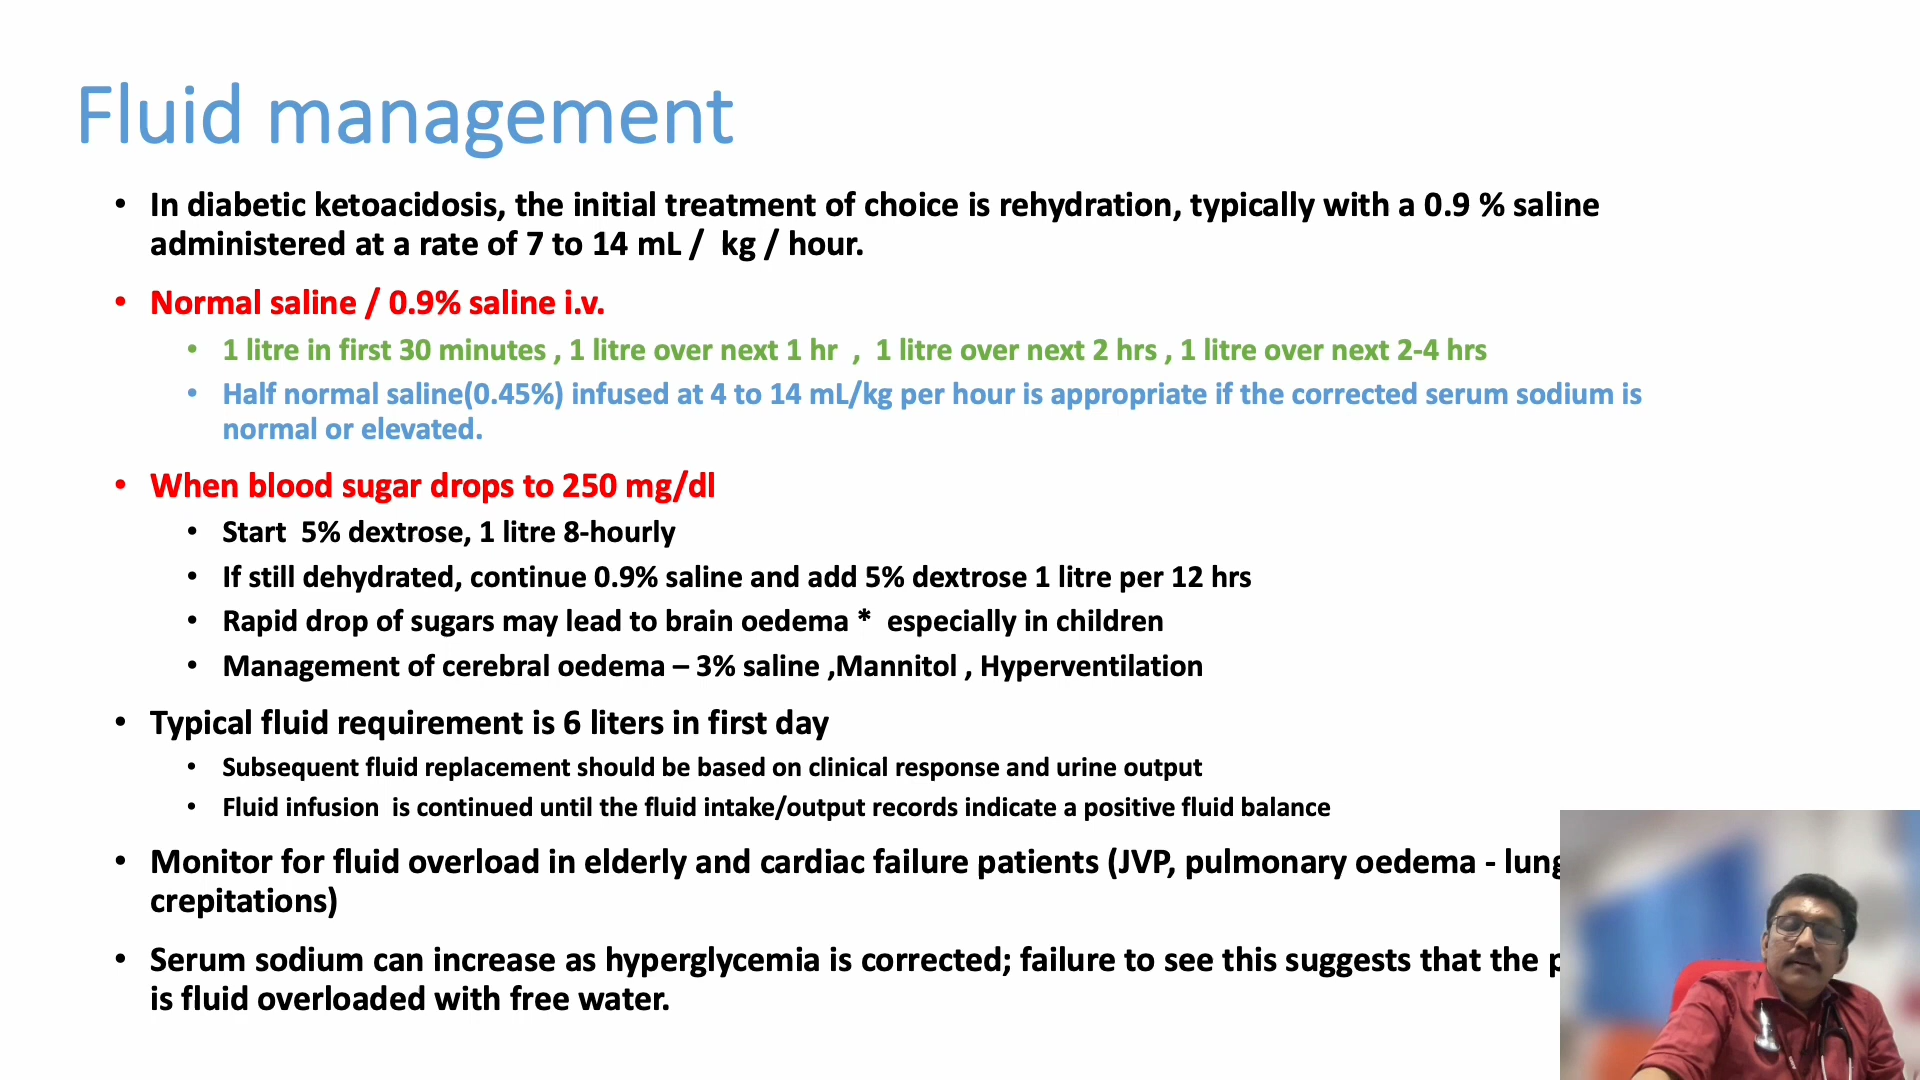 Fluid management
• In diabetic ketoacidosis, the initial treatment of choice is rehydration, typically with a 0.9 % saline
administered at a rate of 7 to 14 mL / kg / hour.
• Normal saline / 0.9% saline i.v.
• 1 litre in first 30 minutes , 1 litre over next 1 hr , 1 litre over next 2 hrs , 1 litre over next 2-4 hrs
• Half normal saline(0.45%) infused at 4 to 14 mL/kg per hour is appropriate if the corrected serum sodium is
normal or elevated.
• When blood sugar drops to 250 mg/dl
• Start 5% dextrose, 1 litre 8-hourly
• If still dehydrated, continue 0.9% saline and add 5% dextrose 1 litre per 12 hrs
• Rapid drop of sugars may lead to brain oedema * especially in children
• Management of cerebral oedema – 3% saline ,Mannitol , Hyperventilation
• Typical fluid requirement is 6 liters in first day
• Subsequent fluid replacement should be based on clinical response and urine output
• Fluid infusion is continued until the fluid intake/output records indicate a positive fluid balance
• Monitor for fluid overload in elderly and cardiac failure patients (JVP, pulmonary oedema - lung
crepitations)
• Serum sodium can increase as hyperglycemia is corrected; failure to see this suggests that the
is fluid overloaded with free water.